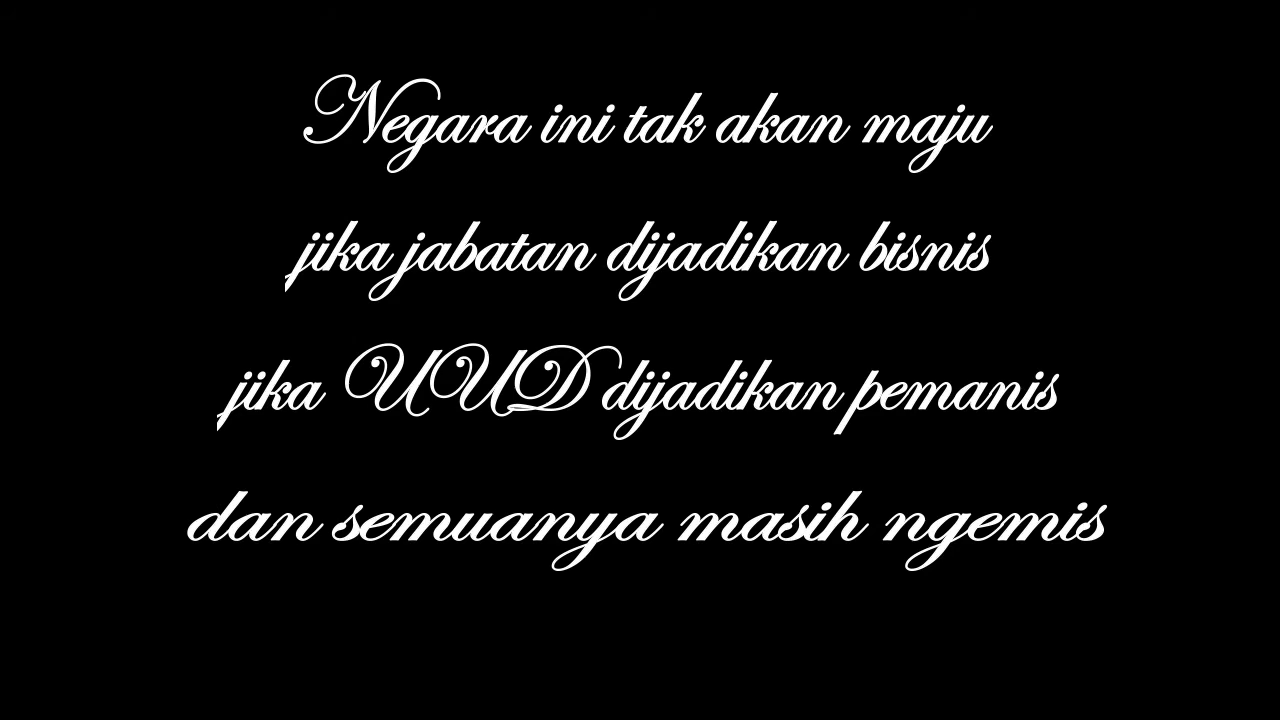 Negara ini tak akan maju
jika jabatan dijadikan bisnis
jika UUD dijadikan pemanis
dan semuanya masih ngemis